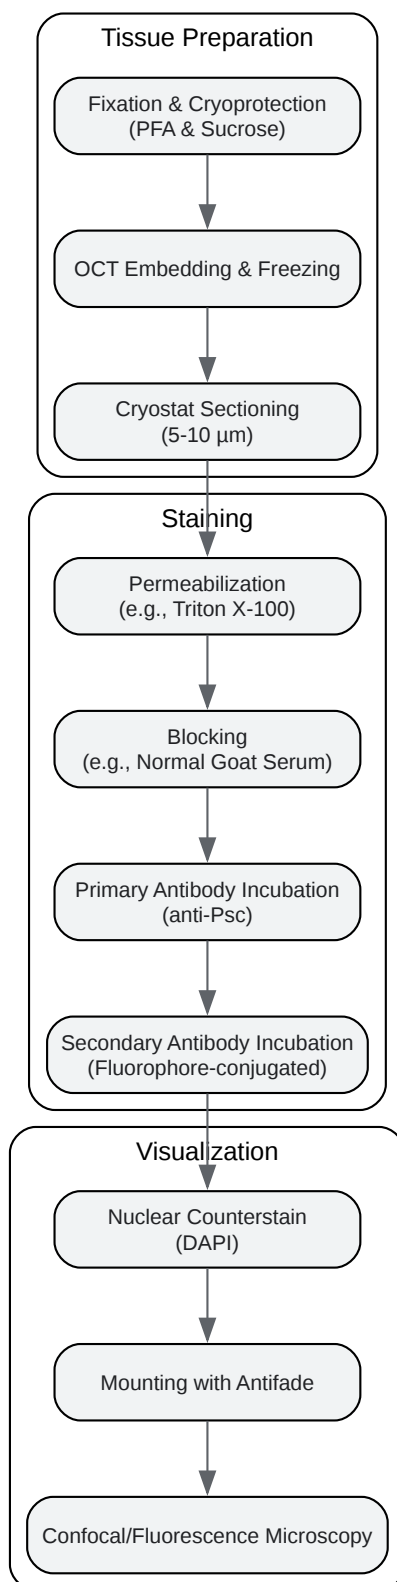 Tissue Preparation
Fixation & Cryoprotection
(PFA & Sucrose)
OCT Embedding & Freezing
Cryostat Sectioning
(5-10 µm)
Staining
Permeabilization
(e.g., Triton X-100)
Blocking
(e.g., Normal Goat Serum)
Primary Antibody Incubation
(anti-Psc)
Secondary Antibody Incubation
(Fluorophore-conjugated)
Visualization
Nuclear Counterstain
(DAPI)
Mounting with Antifade
Confocal/Fluorescence Microscopy